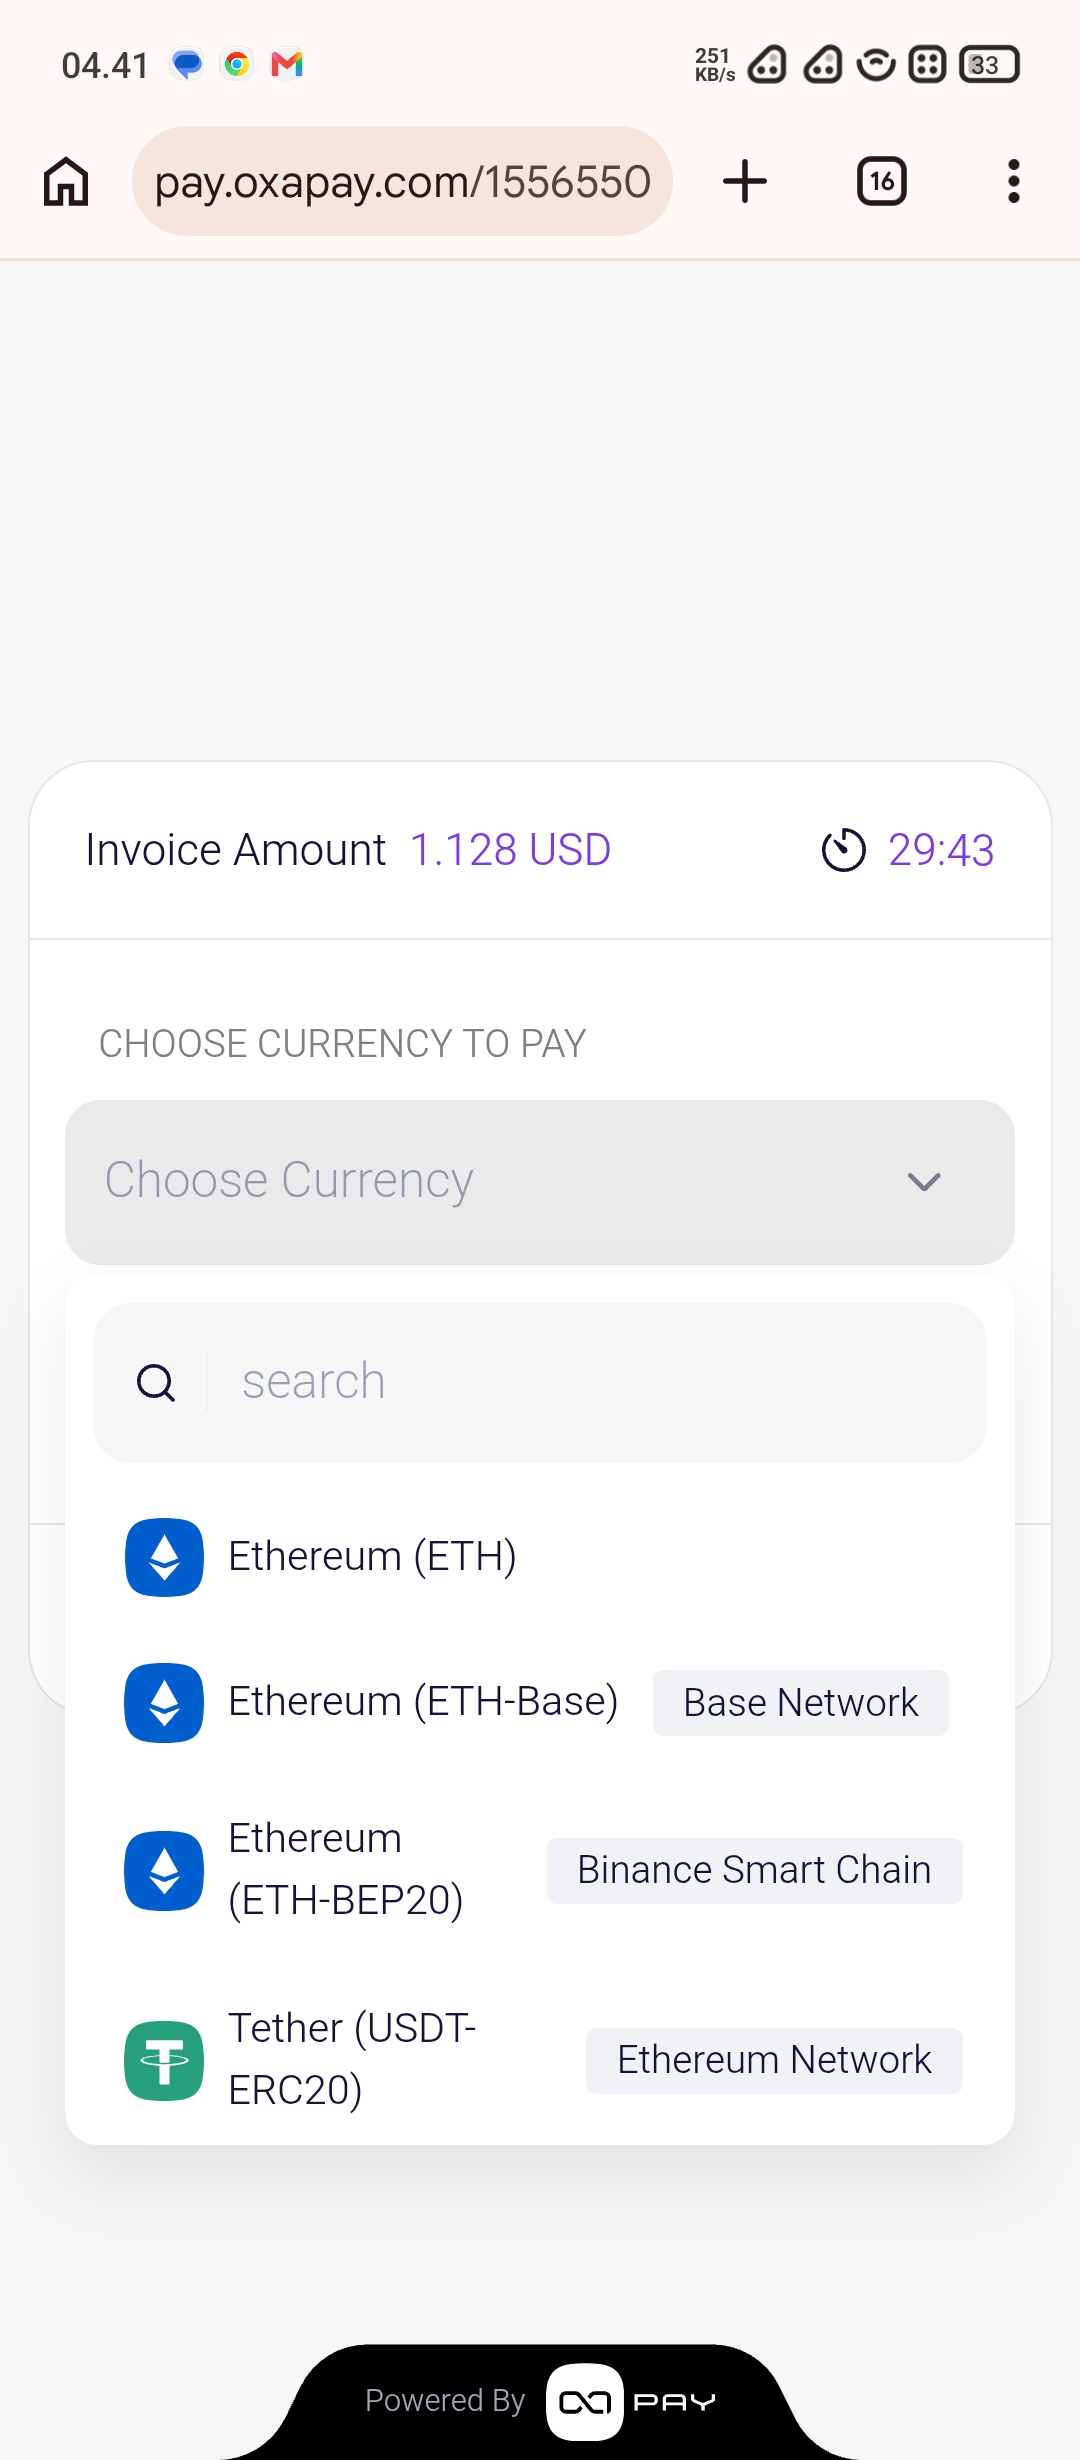 04.41
251
KB/s
33
pay.oxapay.com/1556550
16
Invoice Amount 1.128 USD
29:43
CHOOSE CURRENCY TO PAY
Choose Currency
search
Ethereum (ETH)
Ethereum (ETH-Base) Base Network
Ethereum
(ETH-BEP20)
Binance Smart Chain
Tether (USDT-
ERC20)
Ethereum Network
Powered By
PAY